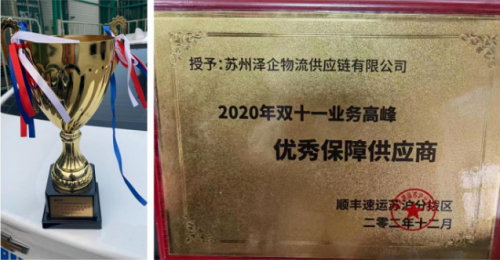 授予：苏州泽企物流供应链有限公司
2020年双十一业务高峰
优秀保障供应商
顺丰速运苏沪分拨区
二零二年十二月